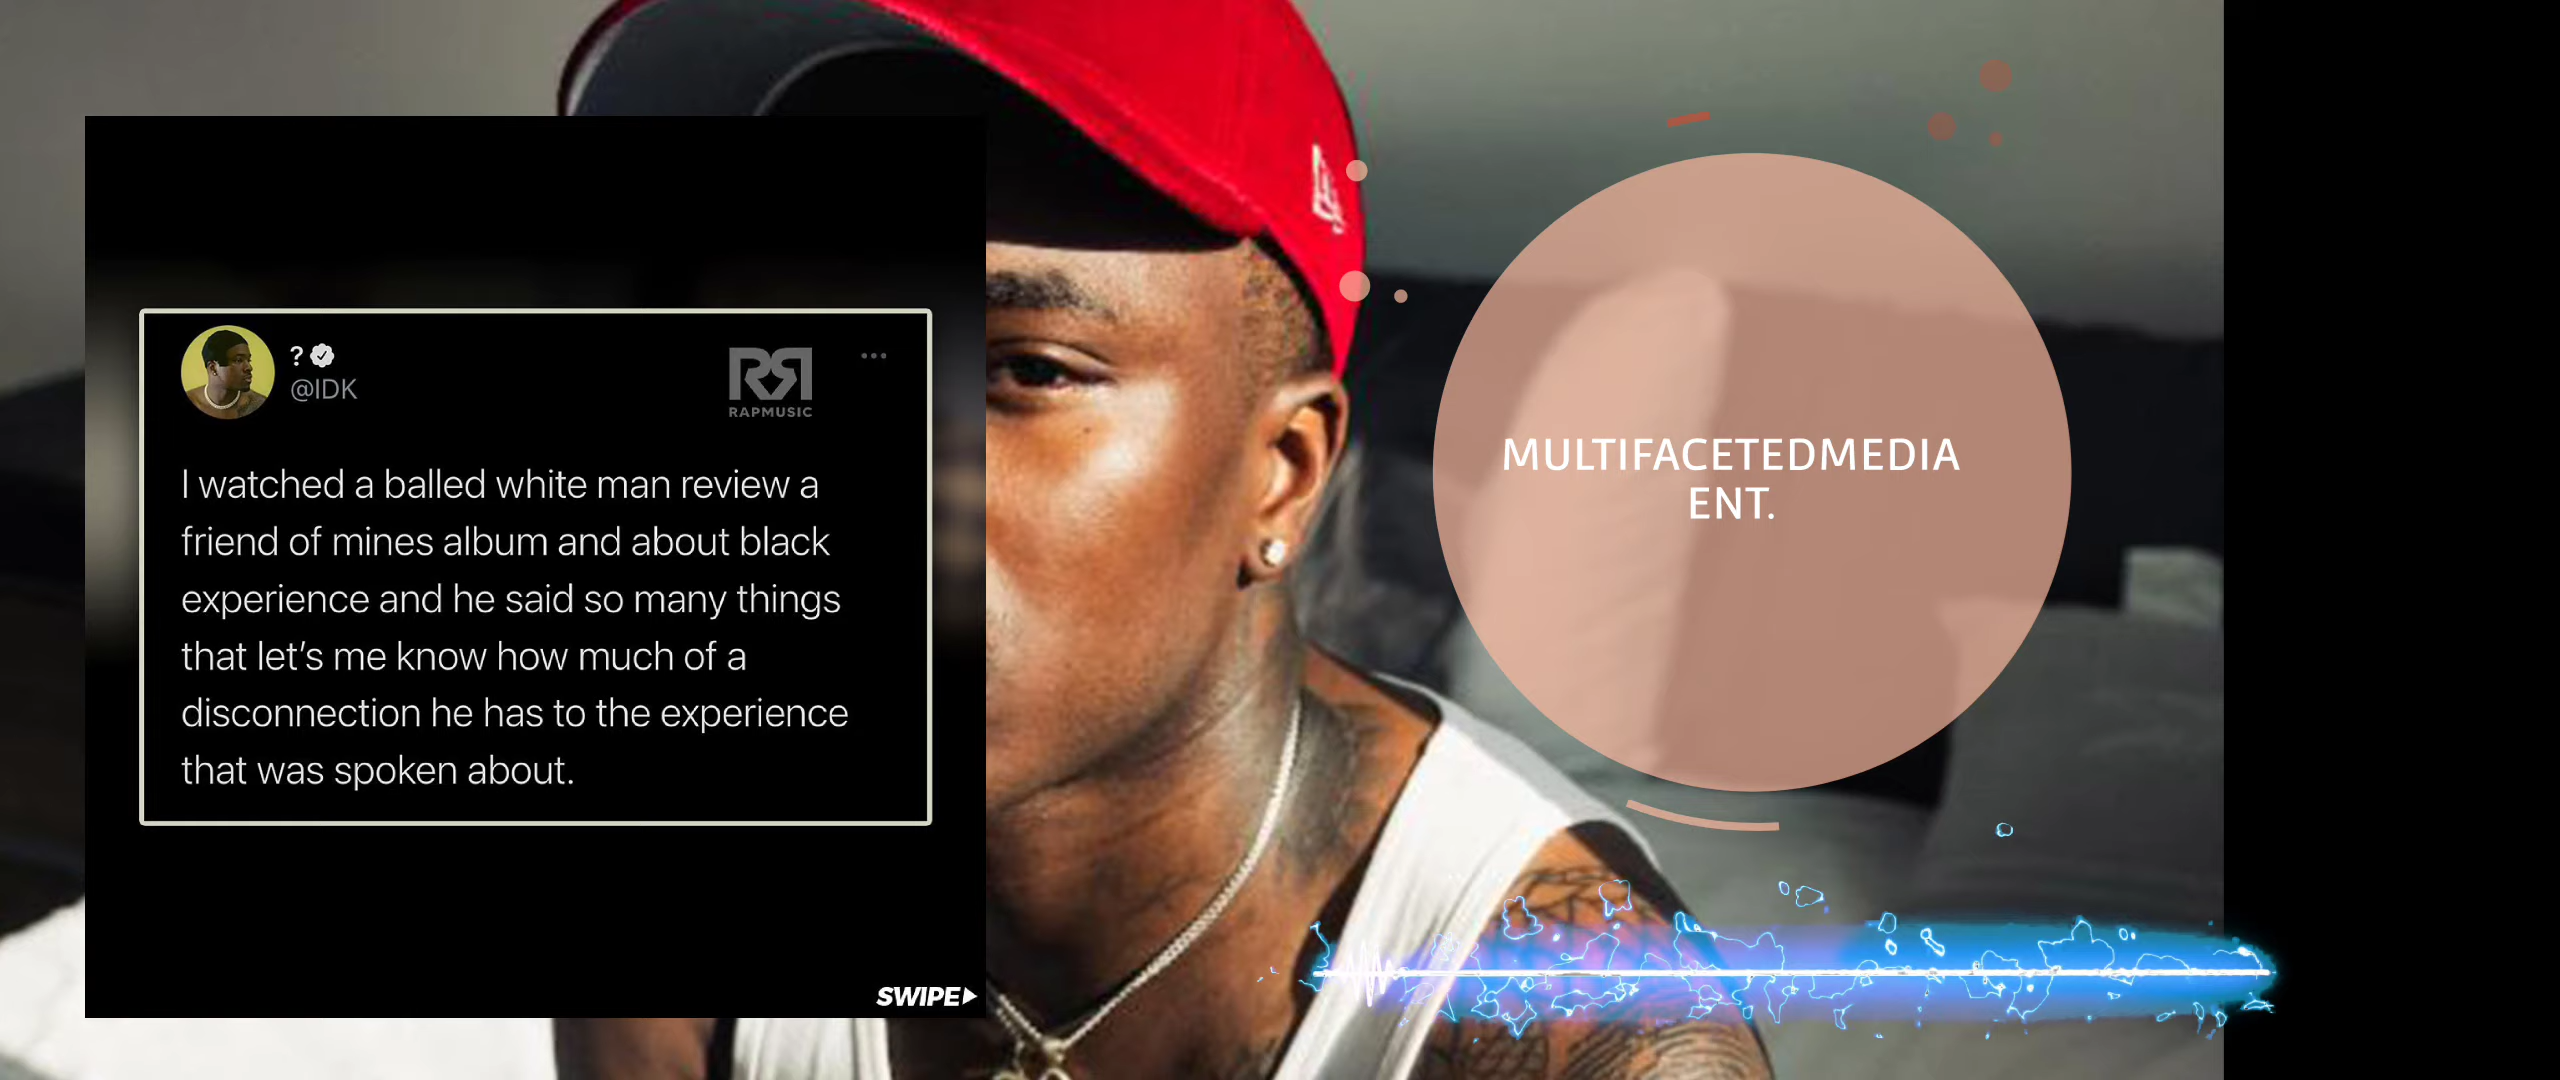 ?
@IDK
RAPMUSIC
I watched a balled white man review a
friend of mines album and about black
experience and he said so many things
that let's me know how much of a
disconnection he has to the experience
that was spoken about.
SWIPE
MULTIFACETEDMEDIA
ENT.